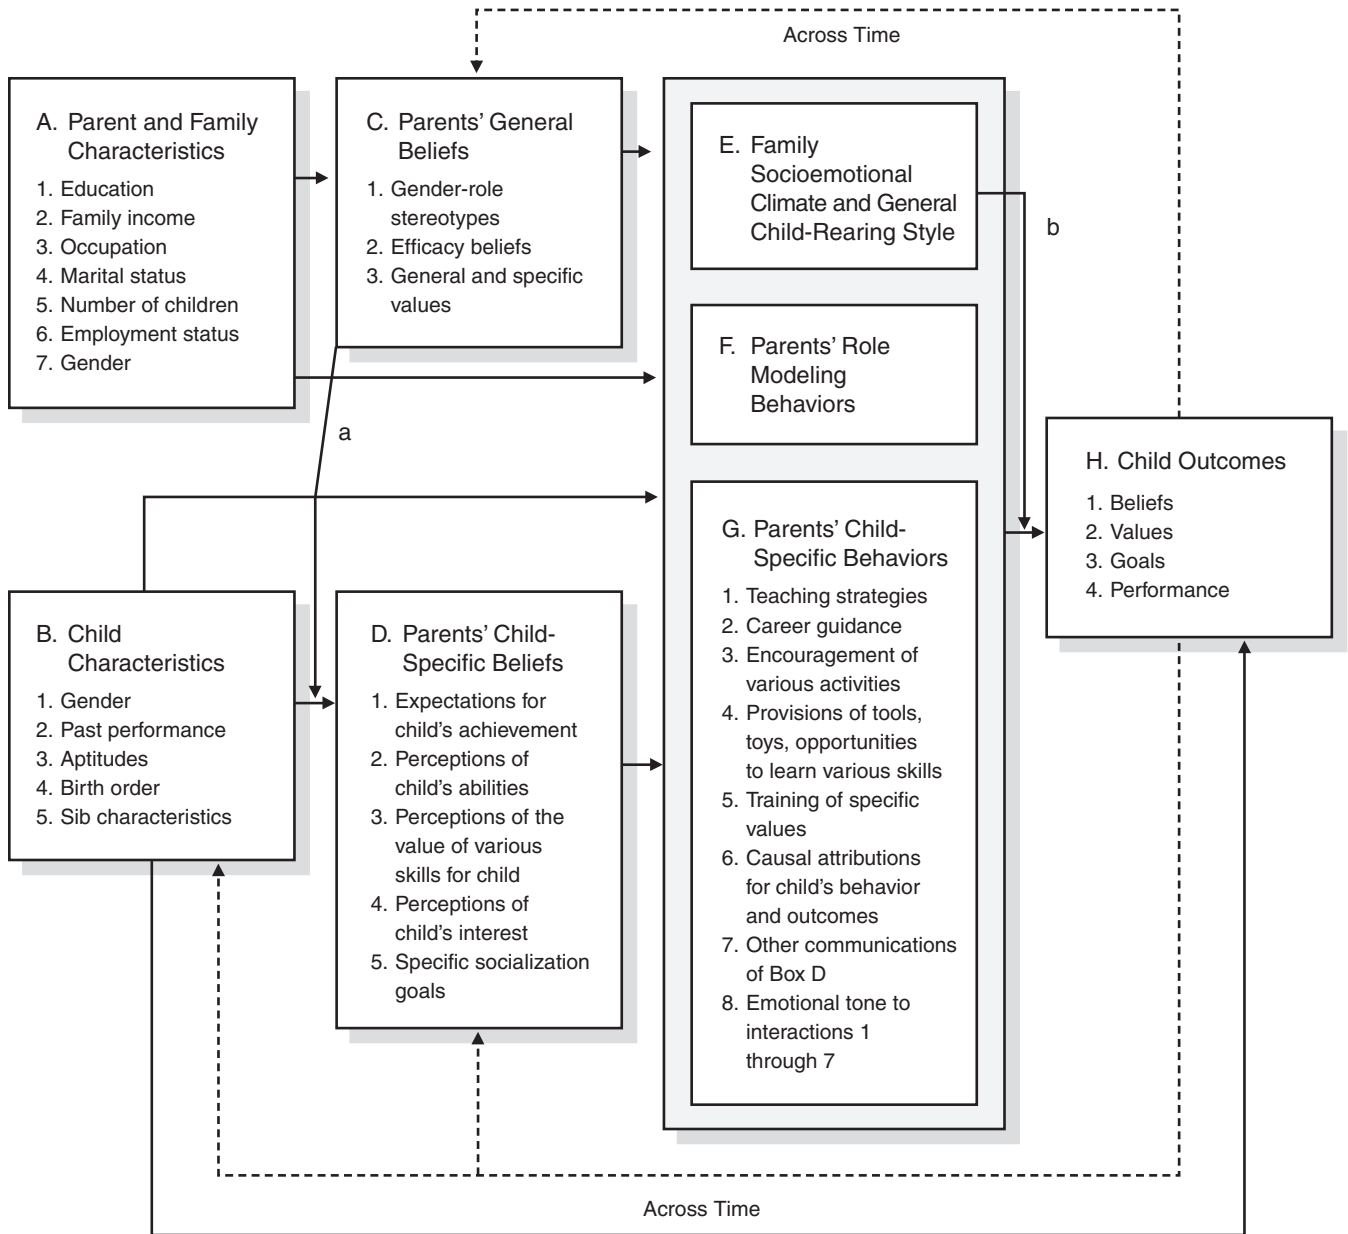 Across Time
A. Parent and Family
Characteristics
1. Education
2. Family income
3. Occupation
4. Marital status
5. Number of children
6. Employment status
7. Gender
C. Parents’ General
Beliefs
1. Gender-role
stereotypes
2. Efficacy beliefs
3. General and specific
values
E. Family
Socioemotional
Climate and General
Child-Rearing Style
b
F. Parents’ Role
Modeling
Behaviors
a
H. Child Outcomes
1. Beliefs
2. Values
3. Goals
4. Performance
G. Parents’ Child-
Specific Behaviors
1. Teaching strategies
2. Career guidance
3. Encouragement of
various activities
4. Provisions of tools,
toys, opportunities
to learn various skills
5. Training of specific
values
6. Causal attributions
for child’s behavior
and outcomes
7. Other communications
of Box D
8. Emotional tone to
interactions 1
through 7
B. Child
Characteristics
1. Gender
2. Past performance
3. Aptitudes
4. Birth order
5. Sib characteristics
D. Parents’ Child-
Specific Beliefs
1. Expectations for
child’s achievement
2. Perceptions of
child’s abilities
3. Perceptions of the
value of various
skills for child
4. Perceptions of
child’s interest
5. Specific socialization
goals
Across Time